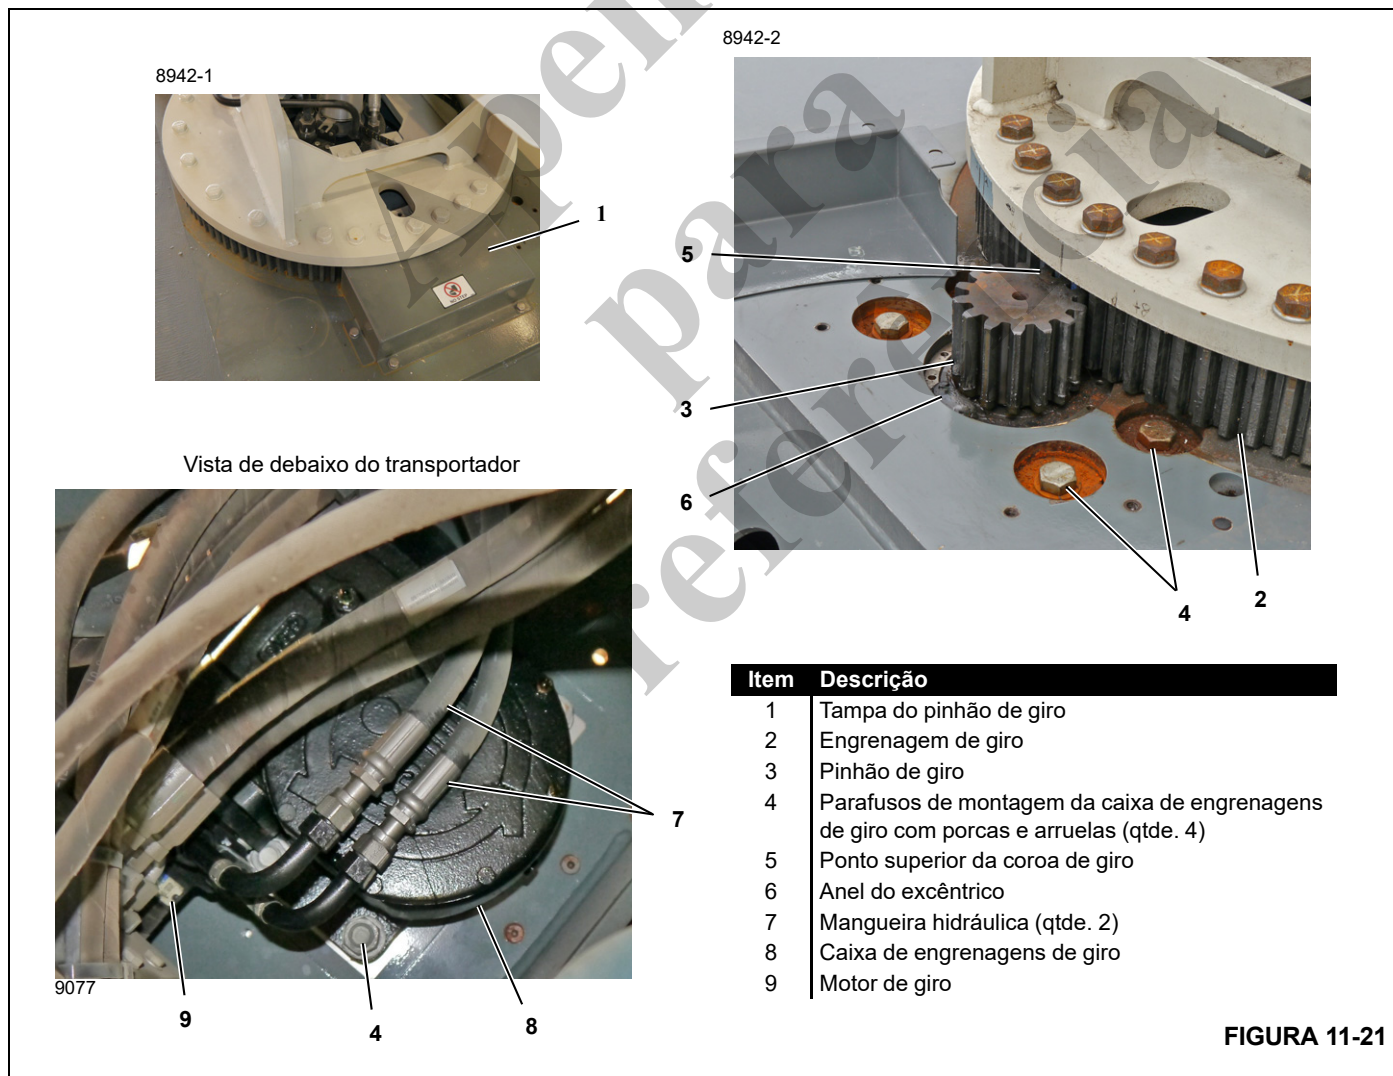 8942-1
8942-2
1
5
3
6
4
2
Vista de debaixo do transportador
7
9077
9
4
8
Item Descrição
1 Tampa do pinhão de giro
2 Engrenagem de giro
3 Pinhão de giro
4 Parafusos de montagem da caixa de engrenagens
de giro com porcas e arruelas (qtde. 4)
5 Ponto superior da coroa de giro
6 Anel do excêntrico
7 Mangueira hidráulica (qtde. 2)
8 Caixa de engrenagens de giro
9 Motor de giro
FIGURA 11-21
para
referência